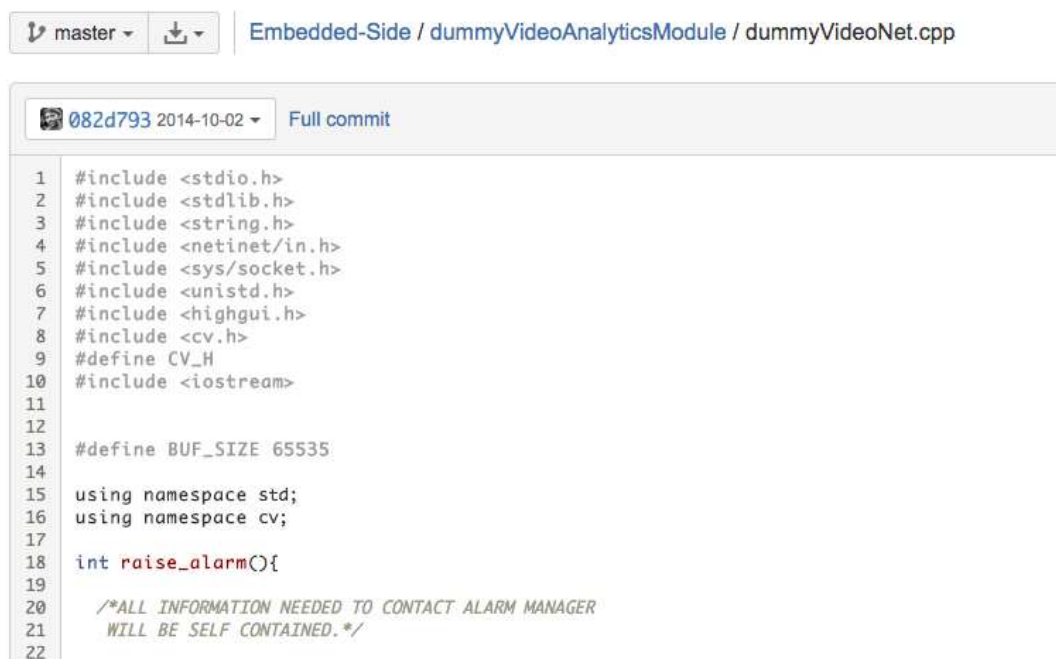 master
Embedded-Side / dummyVideoAnalyticsModule / dummyVideoNet.cpp
082d793 2014-10-02 Full commit
1 #include <stdio.h>
2 #include <stdlib.h>
3 #include <string.h>
4 #include <netinet/in.h>
5 #include <sys/socket.h>
6 #include <unistd.h>
7 #include <highgui.h>
8 #include <cv.h>
9 #define CV_H
10 #include <iostream>
11
12
13 #define BUF_SIZE 65535
14
15 using namespace std;
16 using namespace cv;
17
18 int raise_alarm(){
19
20 /*ALL INFORMATION NEEDED TO CONTACT ALARM MANAGER
21 WILL BE SELF CONTAINED.*/
22